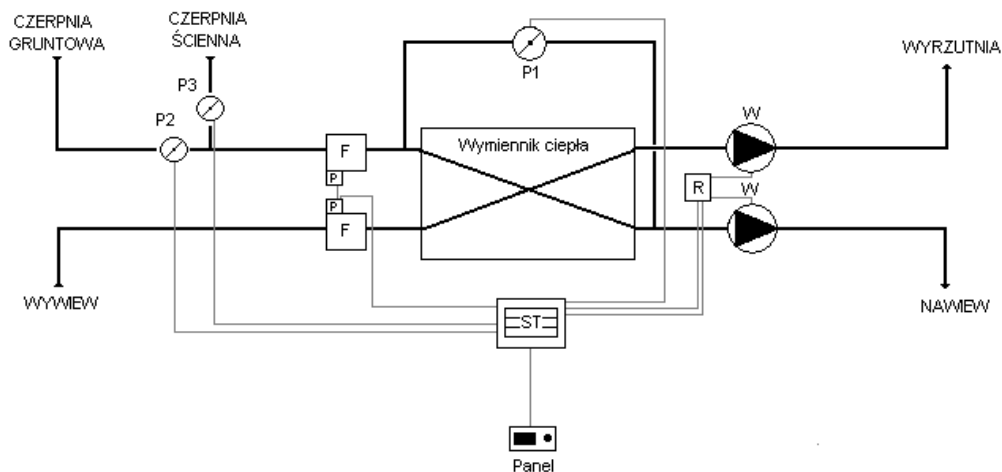 CZERPNIA
GRUNTOWA
CZERPNIA
ŚCIENNA
P1
WYRZUTNIA
P3
P2
W
F
Wymiennik ciepła
P
R
W
P
F
WYWIEW
NAWIEW
ST
Panel